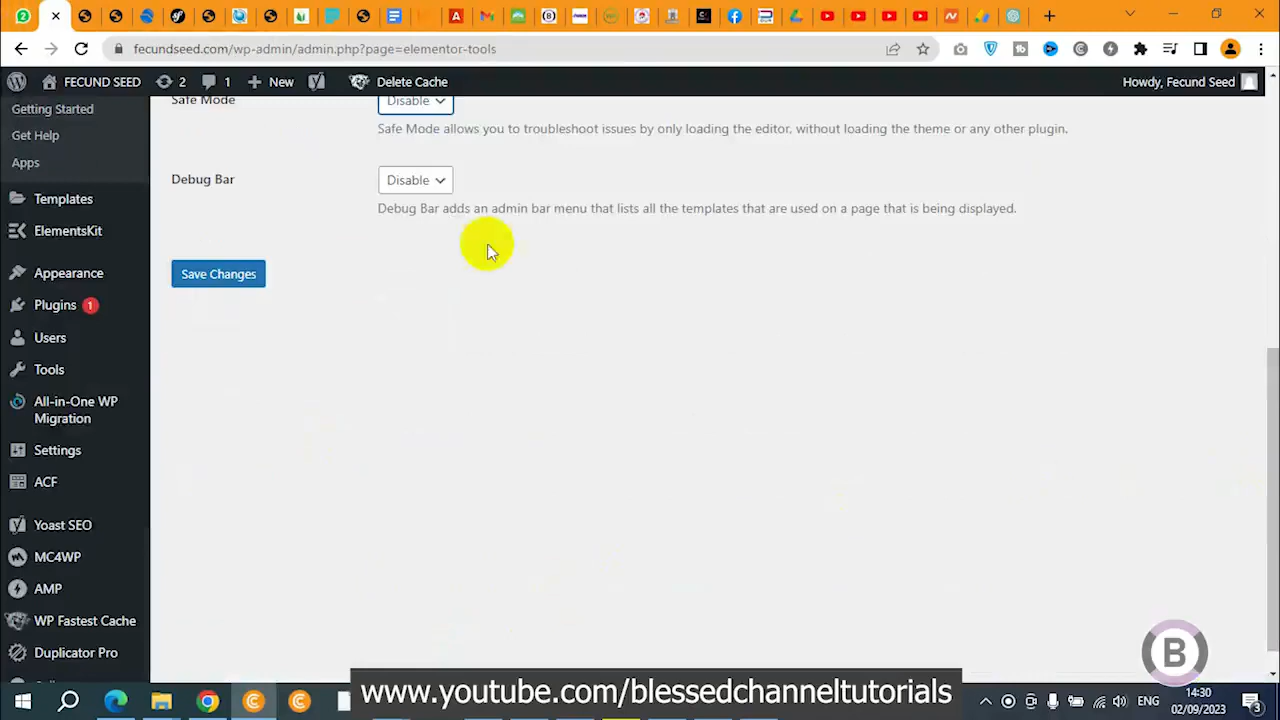 fecundseed.com/wp-admin/admin.php?page=elementor-tools
FECUND SEED
2
1
New
Delete Cache
Howdy, Fecund Seed
Getting Started
Get Help
Apps
Templates
ElementsKit
Appearance
Plugins 1
Users
Tools
All-in-One WP
Migration
Settings
ACF
Yoast SEO
MC4WP
AMP
WP Fastest Cache
Duplicator Pro
Safe Mode
Disable
Safe Mode allows you to troubleshoot issues by only loading the editor, without loading the theme or any other plugin.
Debug Bar
Disable
Debug Bar adds an admin bar menu that lists all the templates that are used on a page that is being displayed.
Save Changes
B
www.youtube.com/blessedchanneltutorials
ENG
14:30
02/09/2023
3